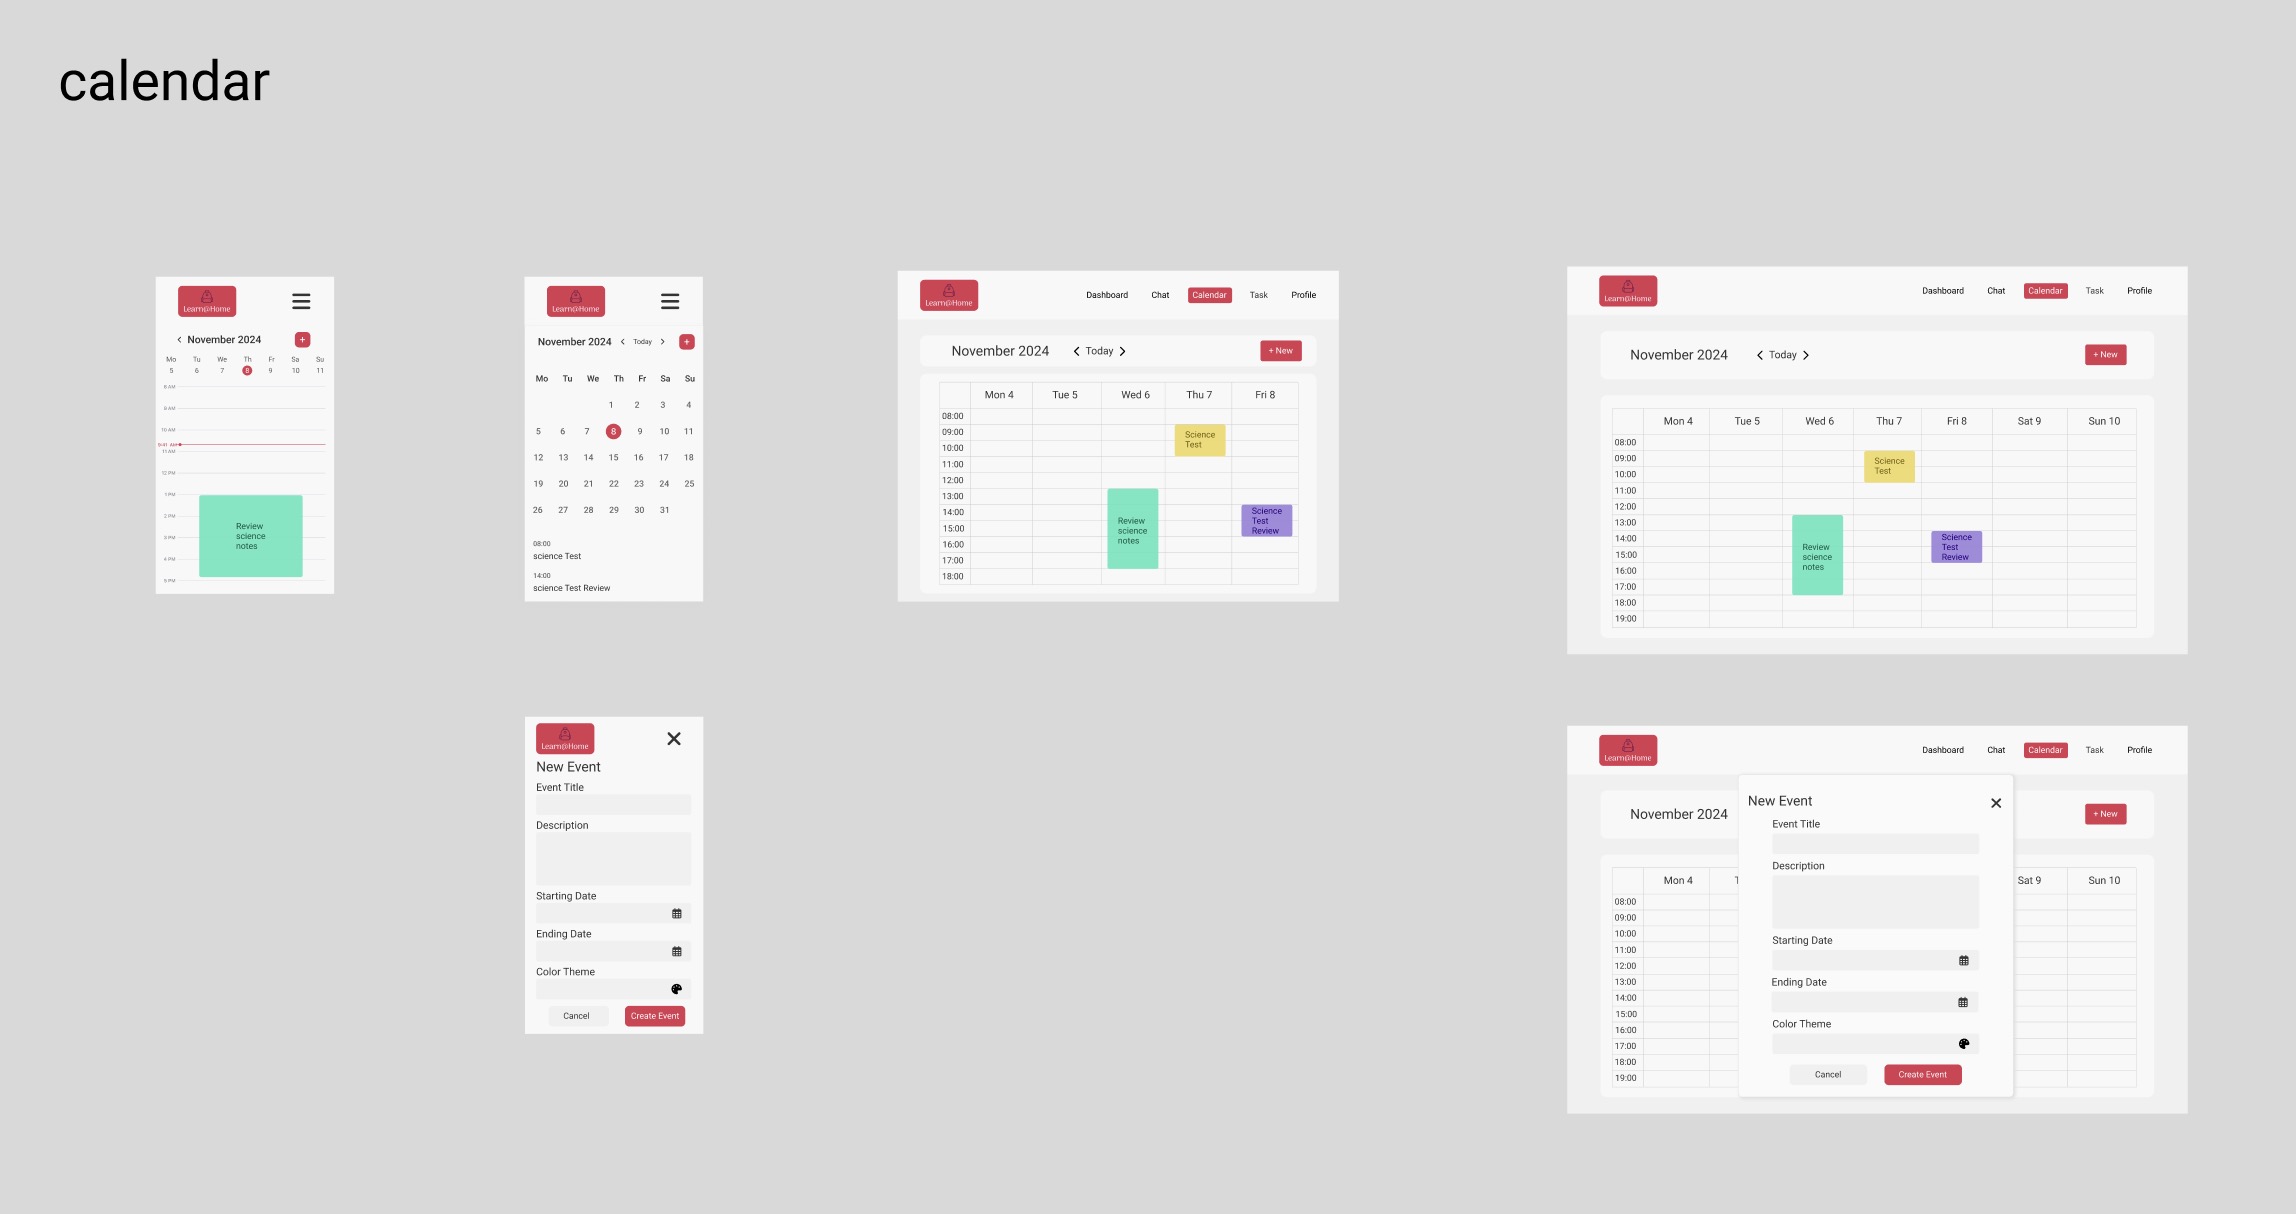 calendar
Learn@Home
November 2024
+
Mo Tu We Th Fr Sa Su
5 6 7 8 9 10 11
8 AM
9 AM
10 AM
9:41 AM
11 AM
12 PM
1 PM
2 PM
3 PM
4 PM
5 PM
Review
science
notes
Learn@Home
November 2024 < Today >
+
Mo Tu We Th Fr Sa Su
1 2 3 4
5 6 7 8 9 10 11
12 13 14 15 16 17 18
19 20 21 22 23 24 25
26 27 28 29 30 31
08:00
science Test
14:00
science Test Review
Learn@Home
Dashboard Chat Calendar Task Profile
November 2024 < Today >
+ New
Mon 4 Tue 5 Wed 6 Thu 7 Fri 8
08:00
09:00
10:00
11:00
12:00
13:00
14:00
15:00
16:00
17:00
18:00
Science
Test
Review
science
notes
Science
Test
Review
Learn@Home
Dashboard Chat Calendar Task Profile
November 2024 < Today >
+ New
Mon 4 Tue 5 Wed 6 Thu 7 Fri 8 Sat 9 Sun 10
08:00
09:00
10:00
11:00
12:00
13:00
14:00
15:00
16:00
17:00
18:00
19:00
Science
Test
Review
science
notes
Science
Test
Review
Learn@Home
New Event
Event Title
Description
Starting Date
Ending Date
Color Theme
Cancel
Create Event
Learn@Home
Dashboard Chat Calendar Task Profile
November 2024
+ New
Mon 4 T Sat 9 Sun 10
08:00
09:00
10:00
11:00
12:00
13:00
14:00
15:00
16:00
17:00
18:00
19:00
New Event
Event Title
Description
Starting Date
Ending Date
Color Theme
Cancel
Create Event